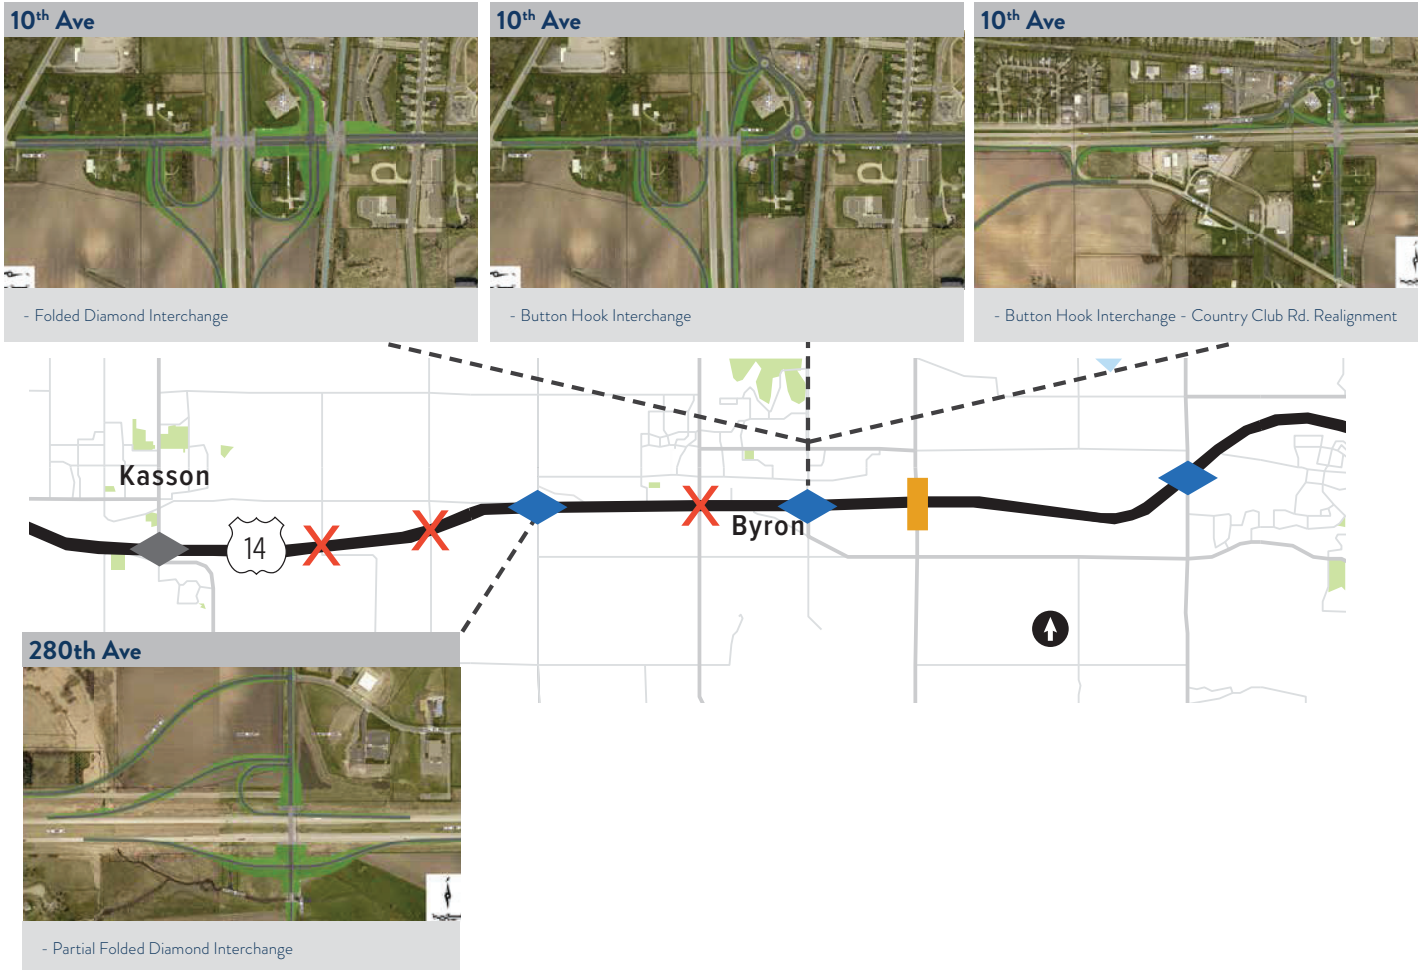 10th Ave
10th Ave
10th Ave
- Folded Diamond Interchange
- Button Hook Interchange
- Button Hook Interchange - Country Club Rd. Realignment
Kasson
14
Byron
280th Ave
- Partial Folded Diamond Interchange